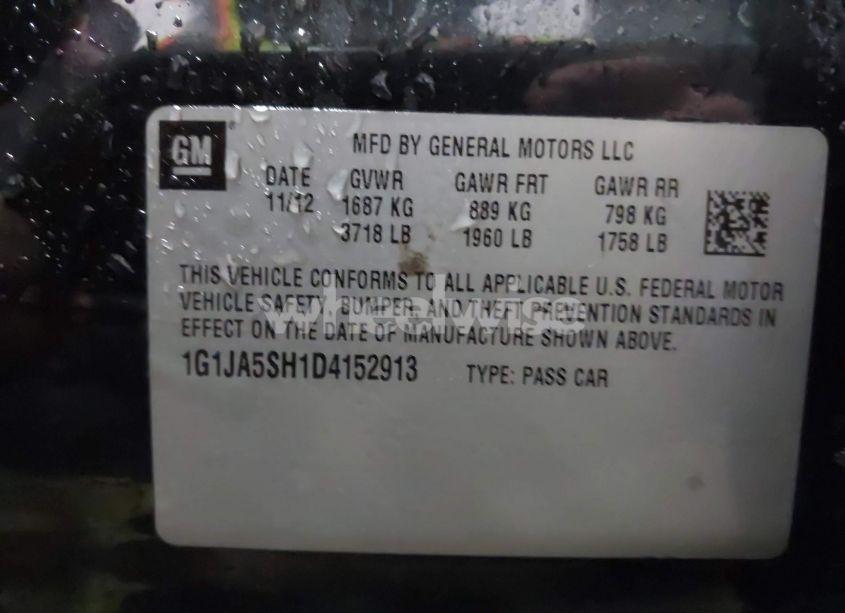 GM
MFD BY GENERAL MOTORS LLC
DATE GVWR GAWR FRT GAWR RR
11/12 1687 KG 889 KG 798 KG
3718 LB 1960 LB 1758 LB
THIS VEHICLE CONFORMS TO ALL APPLICABLE U.S. FEDERAL MOTOR
VEHICLE SAFETY, BUMPER, AND THEFT PREVENTION STANDARDS IN
EFFECT ON THE DATE OF MANUFACTURE SHOWN ABOVE.
1G1JA5SH1D4152913 TYPE: PASS CAR